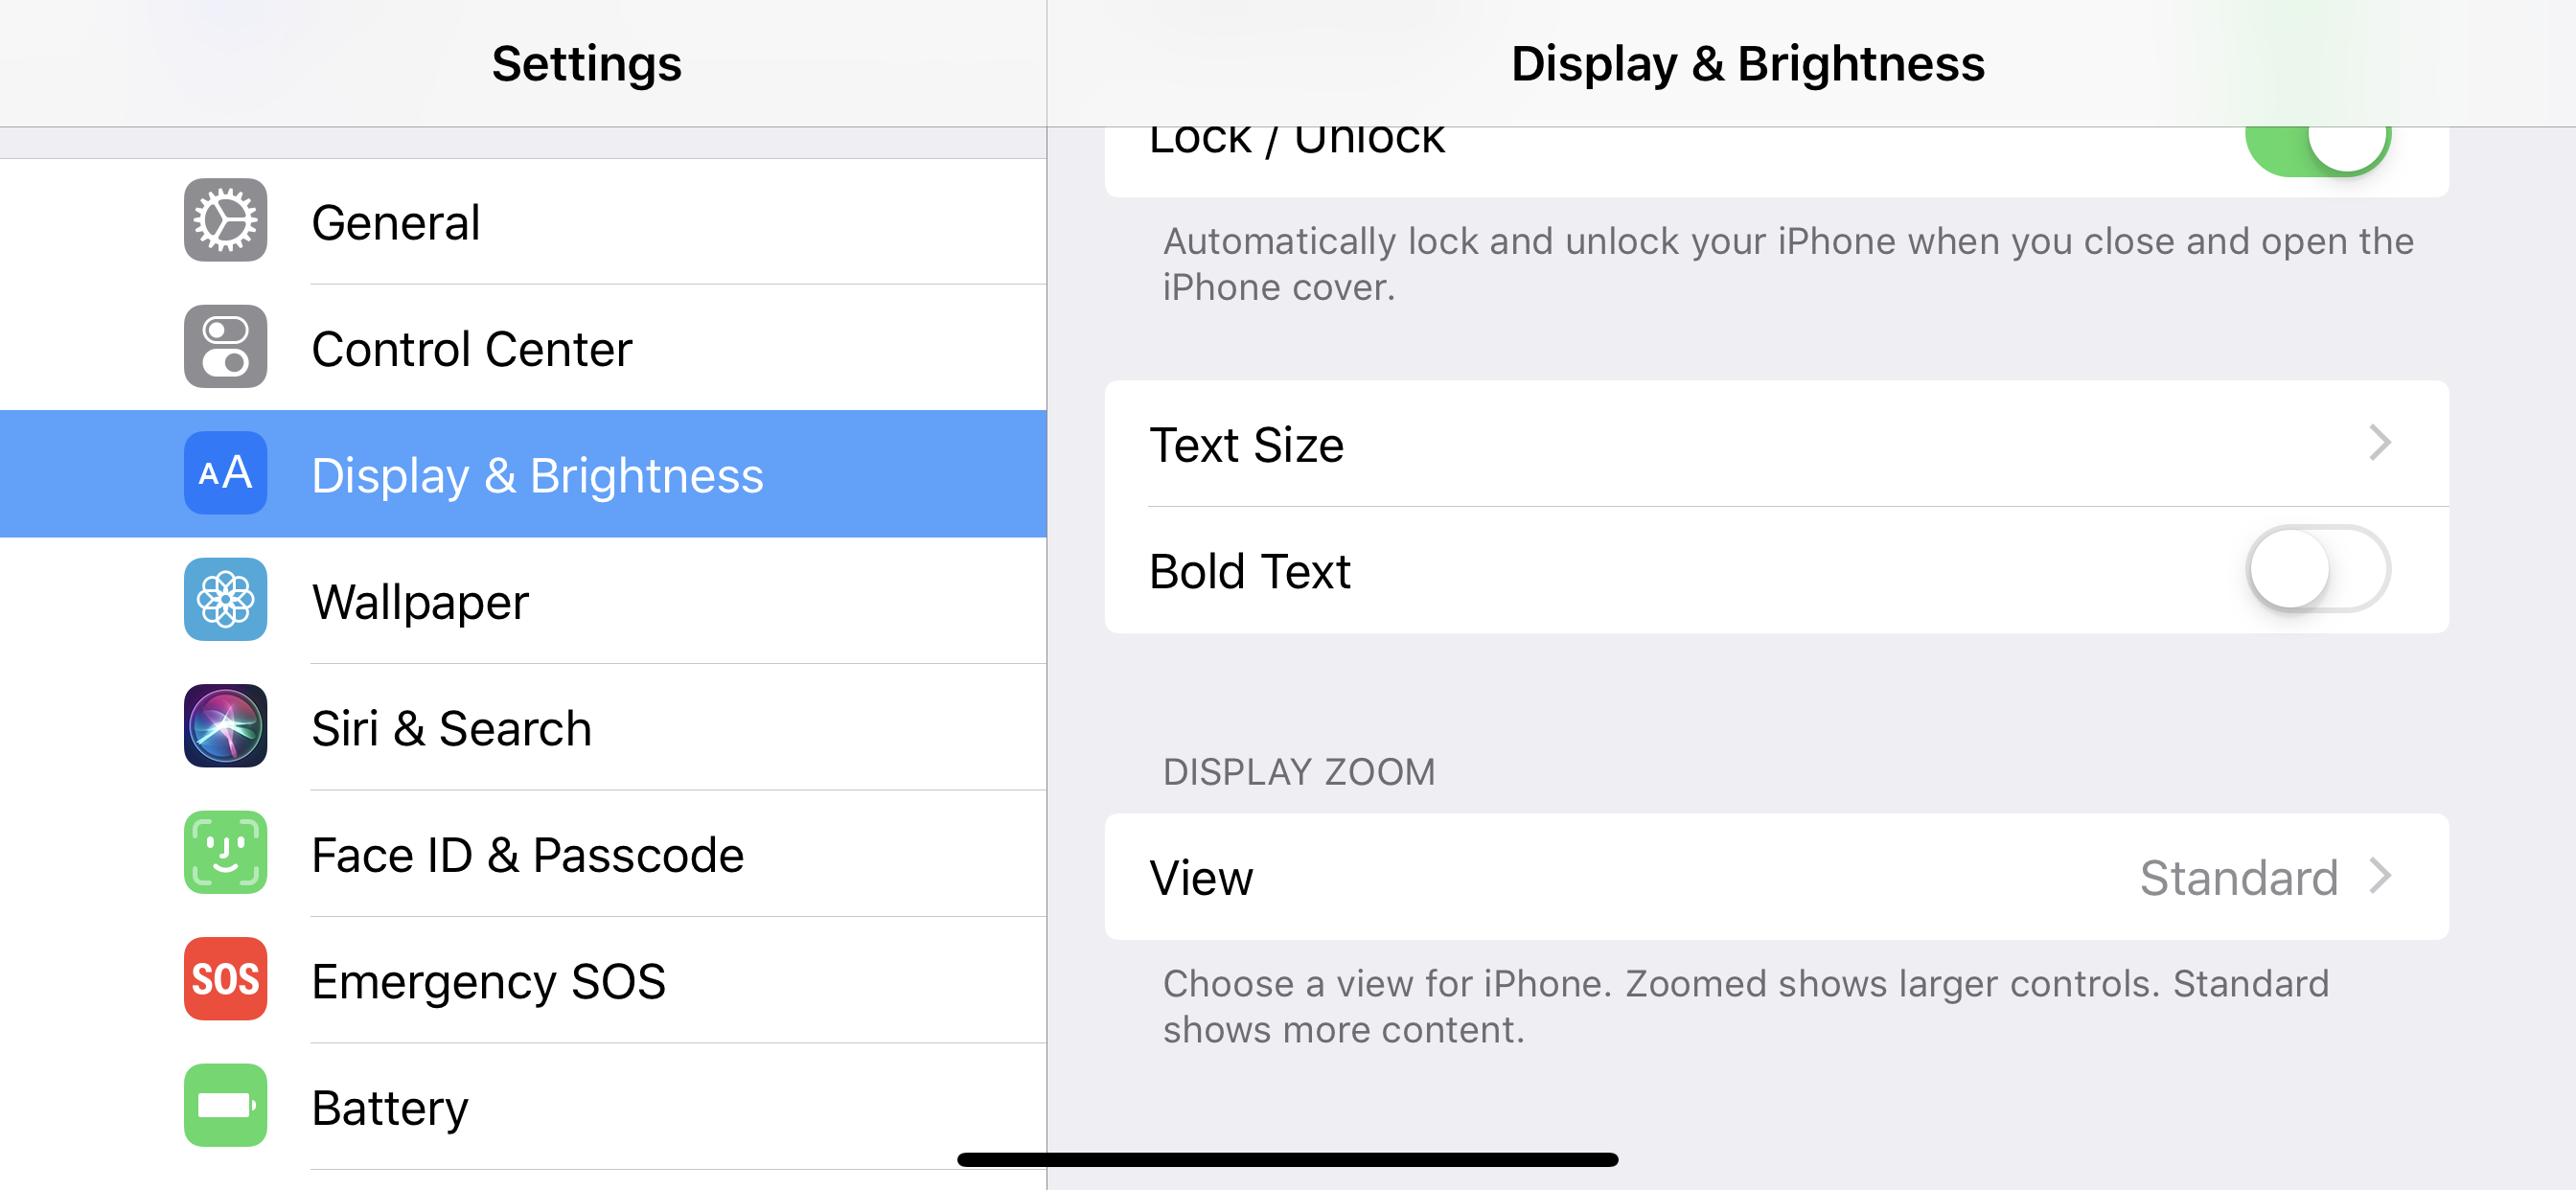 Settings
General
Control Center
AA
Display & Brightness
Wallpaper
Siri & Search
Face ID & Passcode
SOS
Emergency SOS
Battery
Display & Brightness
Lock / Unlock
Automatically lock and unlock your iPhone when you close and open the
iPhone cover.
Text Size
Bold Text
DISPLAY ZOOM
View
Standard
Choose a view for iPhone. Zoomed shows larger controls. Standard
shows more content.